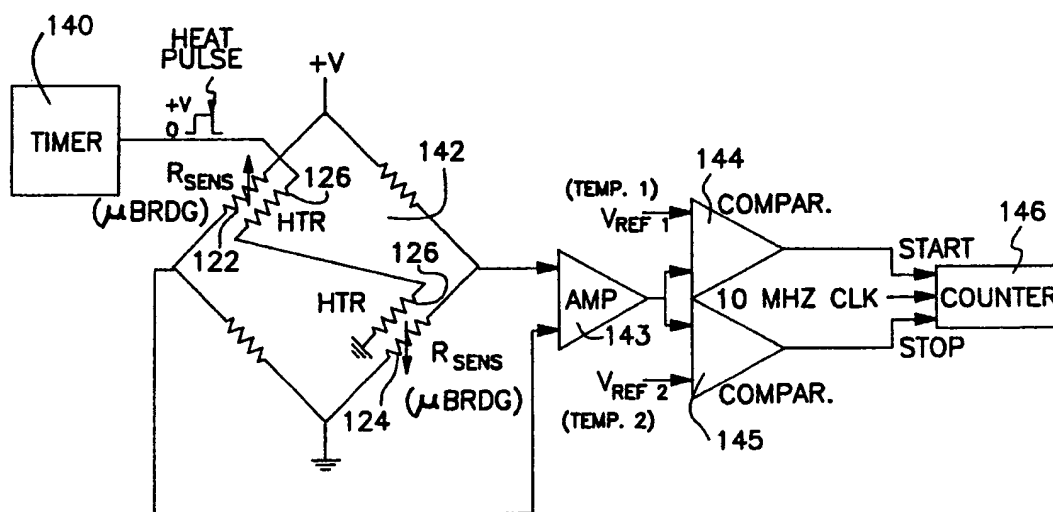 140
HEAT
PULSE
+V
+V
0
TIMER
142
R SENS
126
(μBRDG)
HTR
122
126
HTR
R SENS
(μBRDG)
124
AMP
143
144
(TEMP. 1)
COMPAR.
V REF 1
146
START
10 MHZ CLK
COUNTER
STOP
V REF 2
COMPAR.
(TEMP. 2)
145